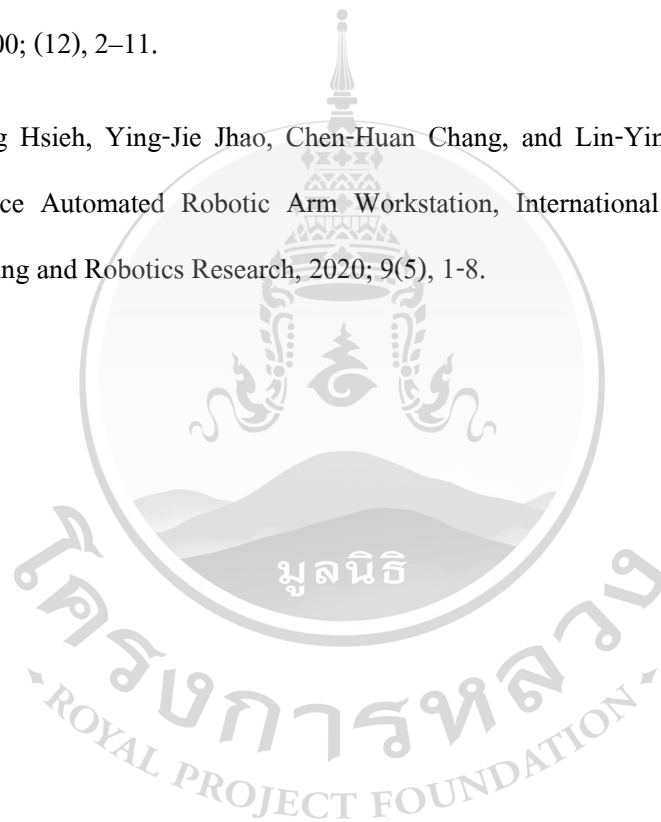 00; (12), 2–11.
g Hsieh, Ying-Jie Jhao, Chen-Huan Chang, and Lin-Yin
ce Automated Robotic Arm Workstation, International
ing and Robotics Research, 2020; 9(5), 1-8.
มูลนิธิ
โครงการหลวง
ROYAL PROJECT FOUNDATION